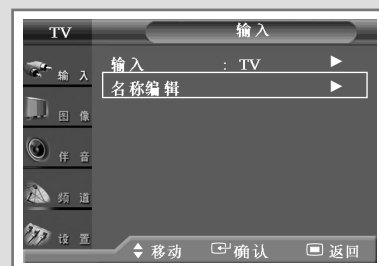 TV 输入
输入 : TV ▶
名称编辑 ▶
输入
图像
伴音
频道
设置
移动 确认 返回